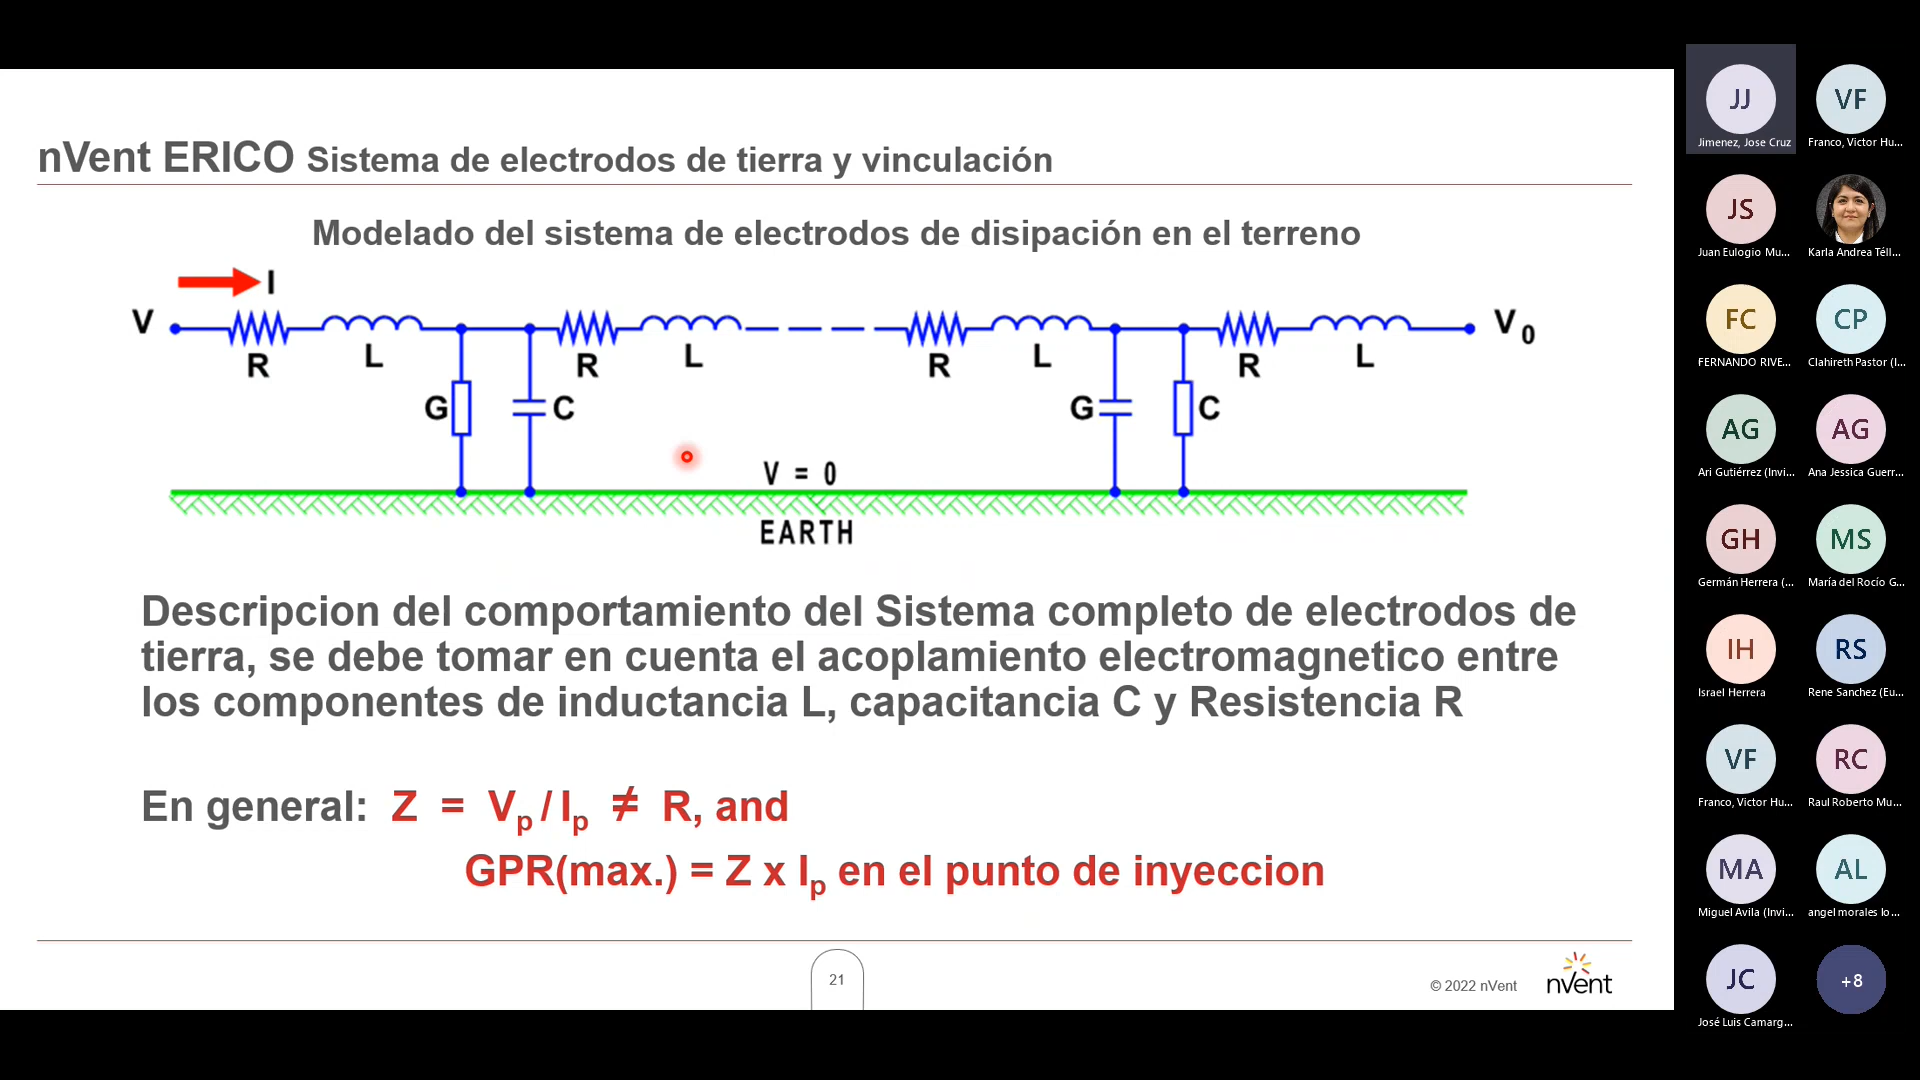 nVent ERICO Sistema de electrodos de tierra y vinculación
Modelado del sistema de electrodos de disipación en el terreno
I
V
V0
R L R L R L R L
G C G C
V = 0
EARTH
Descripcion del comportamiento del Sistema completo de electrodos de
tierra, se debe tomar en cuenta el acoplamiento electromagnetico entre
los componentes de inductancia L, capacitancia C y Resistencia R
En general: Z = Vp / Ip ≠ R, and
GPR(max.) = Z x Ip en el punto de inyeccion
21
© 2022 nVent
nVent
JJ
Jimenez, Jose Cruz
VF
Franco, Victor Hu...
JS
Juan Eulogio Mu...
Karla Andrea Téll...
FC
FERNANDO RIVE...
CP
Clahireth Pastor (I...
AG
Ari Gutiérrez (Invi...
AG
Ana Jessica Guerr...
GH
Germán Herrera (...
MS
María del Rocío G...
IH
Israel Herrera
RS
Rene Sanchez (Eu...
VF
Franco, Victor Hu...
RC
Raul Roberto Mu...
MA
Miguel Avila (Invi...
AL
angel morales lo...
JC
José Luis Camarg...
+8